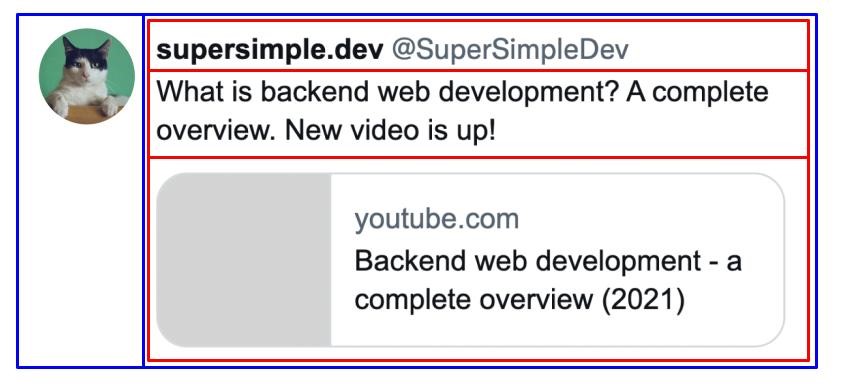 supersimple.dev @SuperSimpleDev
What is backend web development? A complete
overview. New video is up!
youtube.com
Backend web development - a
complete overview (2021)